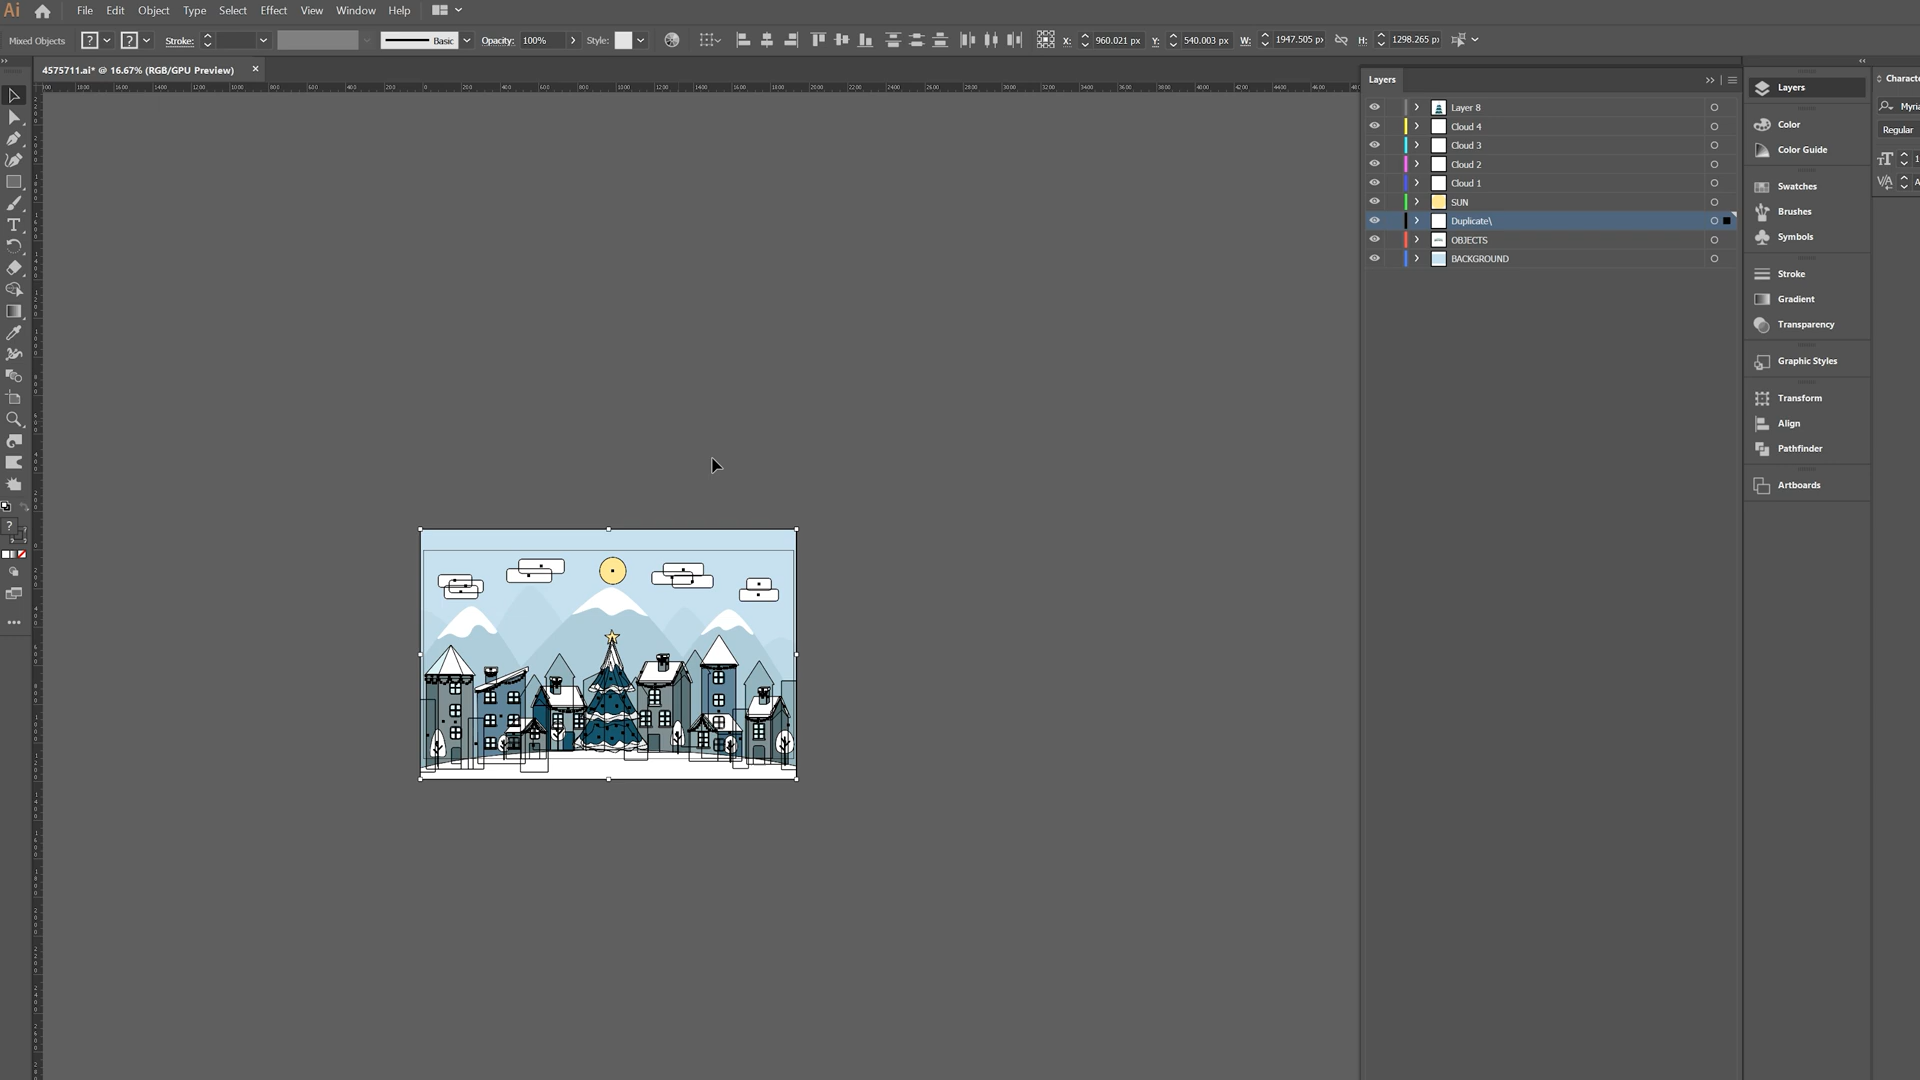 Ai File Edit Object Type Select Effect View Window Help
Mixed Objects ? ? Stroke: Basic Opacity: 100% Style: X: 960.021 px Y: 540.003 px W: 1947.505 px H: 1298.265 px
4575711.ai* @ 16.67% (RGB/GPU Preview) ×
Layers
Layer 8
Cloud 4
Cloud 3
Cloud 2
Cloud 1
SUN
Duplicate\
OBJECTS
BACKGROUND
Layers
Color
Color Guide
Swatches
Brushes
Symbols
Stroke
Gradient
Transparency
Graphic Styles
Transform
Align
Pathfinder
Artboards
Characte
Myria
Regular